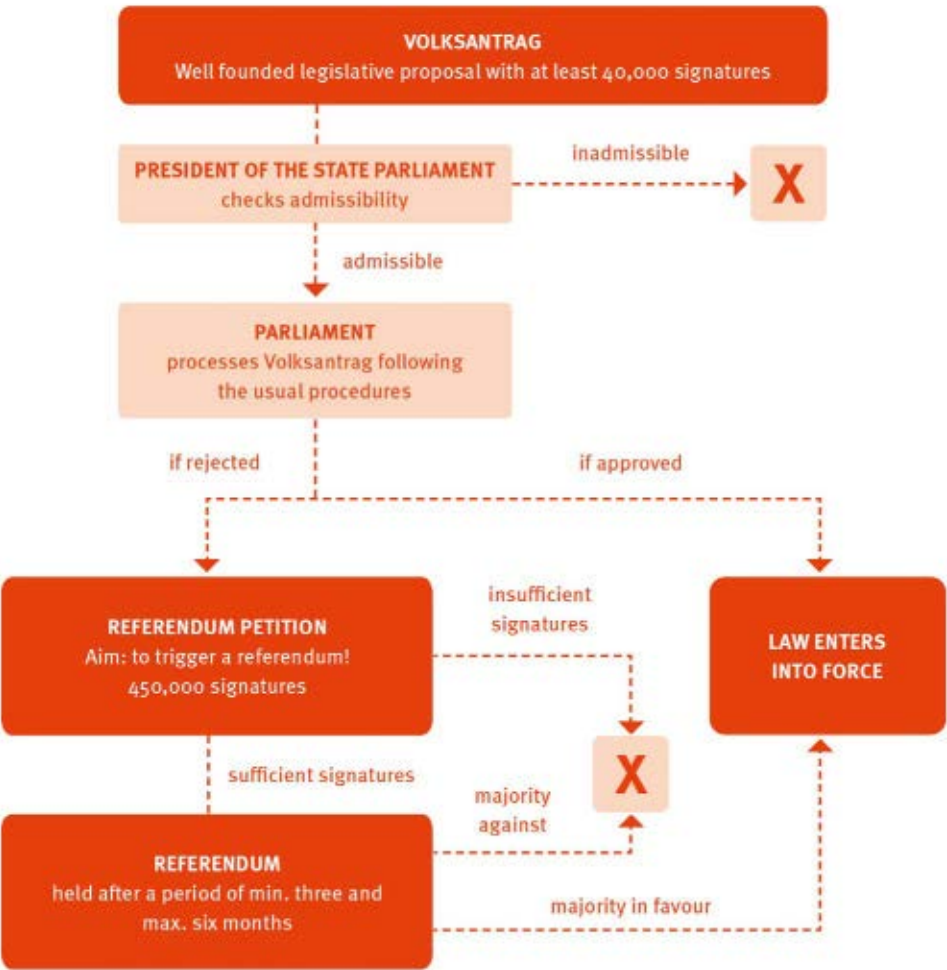 VOLKSANTRAG
Well founded legislative proposal with at least 40,000 signatures
PRESIDENT OF THE STATE PARLIAMENT
checks admissibility
inadmissible
X
admissible
PARLIAMENT
processes Volksantrag following
the usual procedures
if rejected
if approved
REFERENDUM PETITION
Aim: to trigger a referendum!
450,000 signatures
insufficient
signatures
LAW ENTERS
INTO FORCE
X
sufficient signatures
majority
against
REFERENDUM
held after a period of min. three and
max. six months
majority in favour